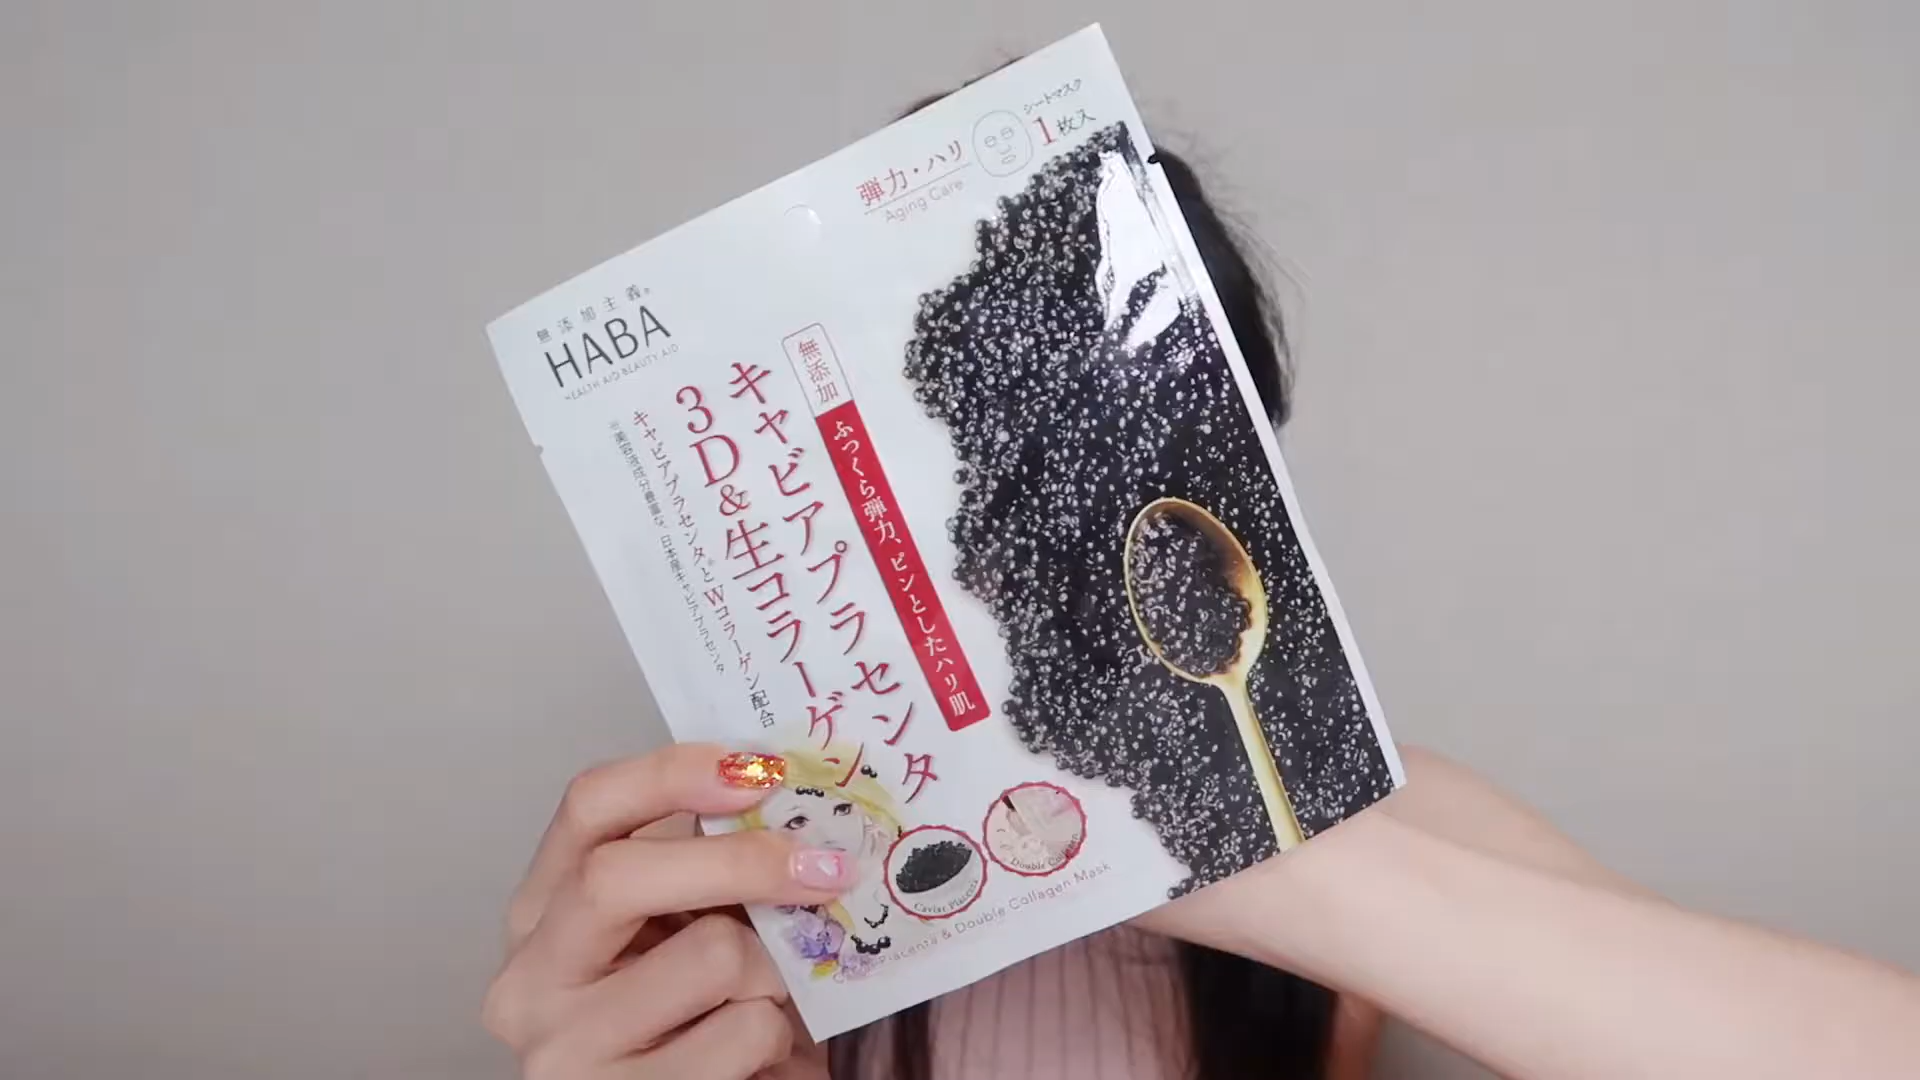 シートマスク
1枚入
弾力・ハリ
Aging Care
無添加主義®
HABA
HEALTH AID BEAUTY AID
無添加
ふっくら弾力、ピンとしたハリ肌
キャビアプラセンタ
3D&生コラーゲン
キャビアプラセンタ※とWコラーゲン配合
※美容液成分豊富な、日本産キャビアプラセンタ
Double Collagen
Caviar Placenta
Caviar Placenta & Double Collagen Mask